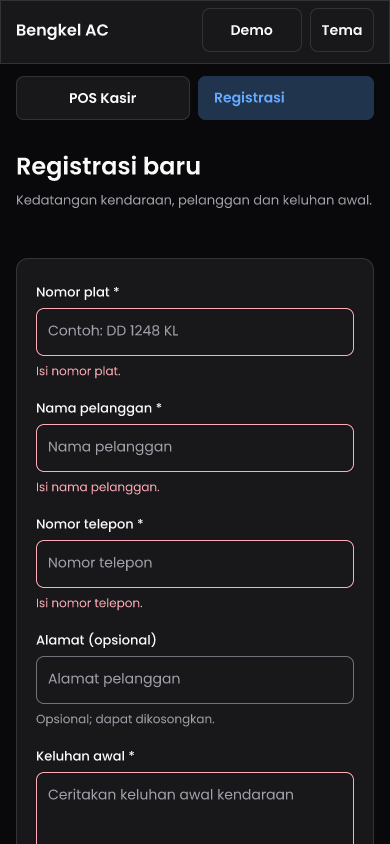 Bengkel AC
Demo
Tema
POS Kasir
Registrasi
Registrasi baru
Kedatangan kendaraan, pelanggan dan keluhan awal.
Nomor plat *
Contoh: DD 1248 KL
Isi nomor plat.
Nama pelanggan *
Nama pelanggan
Isi nama pelanggan.
Nomor telepon *
Nomor telepon
Isi nomor telepon.
Alamat (opsional)
Alamat pelanggan
Opsional; dapat dikosongkan.
Keluhan awal *
Ceritakan keluhan awal kendaraan